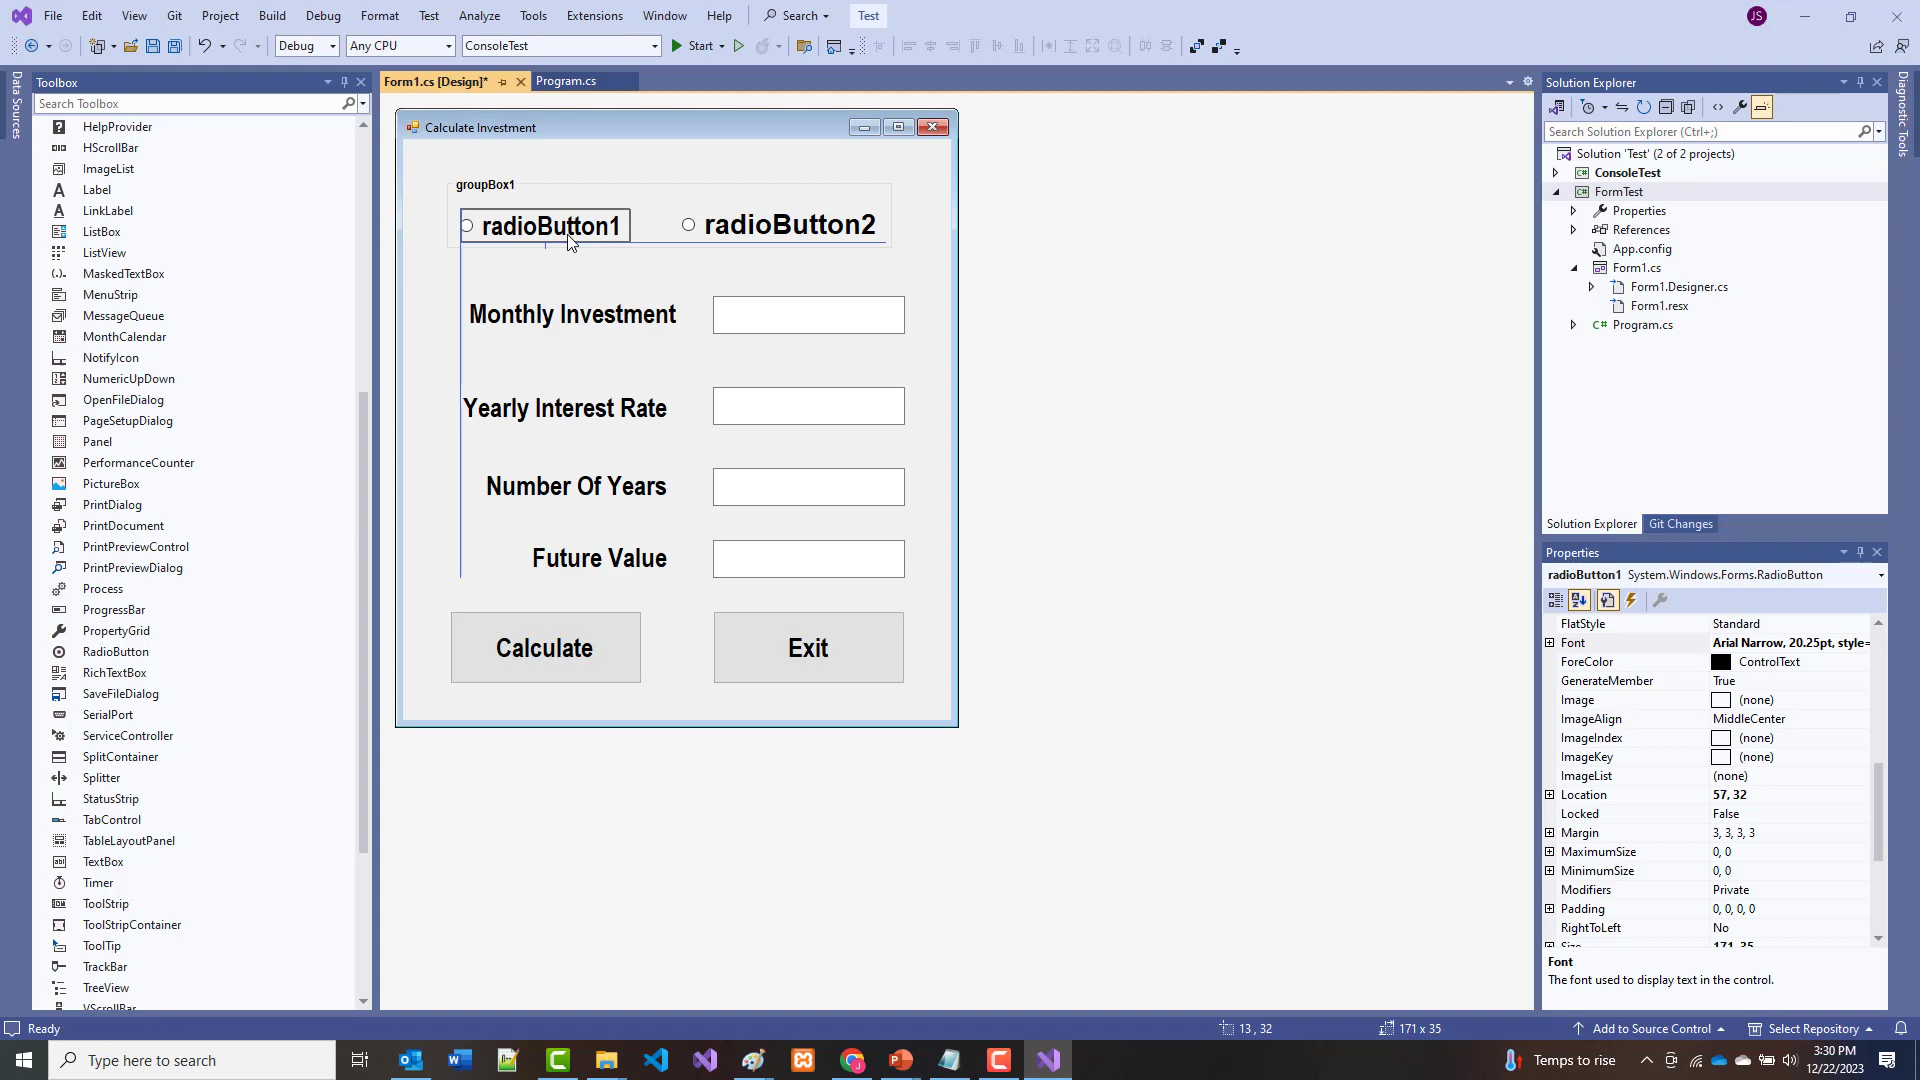 File Edit View Git Project Build Debug Format Test Analyze Tools Extensions Window Help Search Test JS
Debug Any CPU ConsoleTest Start
Data Sources
Toolbox
Search Toolbox
HelpProvider
HScrollBar
ImageList
Label
LinkLabel
ListBox
ListView
MaskedTextBox
MenuStrip
MessageQueue
MonthCalendar
NotifyIcon
NumericUpDown
OpenFileDialog
PageSetupDialog
Panel
PerformanceCounter
PictureBox
PrintDialog
PrintDocument
PrintPreviewControl
PrintPreviewDialog
Process
ProgressBar
PropertyGrid
RadioButton
RichTextBox
SaveFileDialog
SerialPort
ServiceController
SplitContainer
Splitter
StatusStrip
TabControl
TableLayoutPanel
TextBox
Timer
ToolStrip
ToolStripContainer
ToolTip
TrackBar
TreeView
VScrollBar
Form1.cs [Design]* Program.cs
Calculate Investment
groupBox1
radioButton1 radioButton2
Monthly Investment
Yearly Interest Rate
Number Of Years
Future Value
Calculate Exit
Solution Explorer
Search Solution Explorer (Ctrl+;)
Solution 'Test' (2 of 2 projects)
ConsoleTest
FormTest
Properties
References
App.config
Form1.cs
Form1.Designer.cs
Form1.resx
Program.cs
Solution Explorer Git Changes
Diagnostic Tools
Properties
radioButton1 System.Windows.Forms.RadioButton
FlatStyle Standard
Font Arial Narrow, 20.25pt, style=
ForeColor ControlText
GenerateMember True
Image (none)
ImageAlign MiddleCenter
ImageIndex (none)
ImageKey (none)
ImageList (none)
Location 57, 32
Locked False
Margin 3, 3, 3, 3
MaximumSize 0, 0
MinimumSize 0, 0
Modifiers Private
Padding 0, 0, 0, 0
RightToLeft No
Size 171, 35
Font
The font used to display text in the control.
Ready 13 , 32 171 x 35 Add to Source Control Select Repository
Type here to search Temps to rise 3:30 PM
12/22/2023